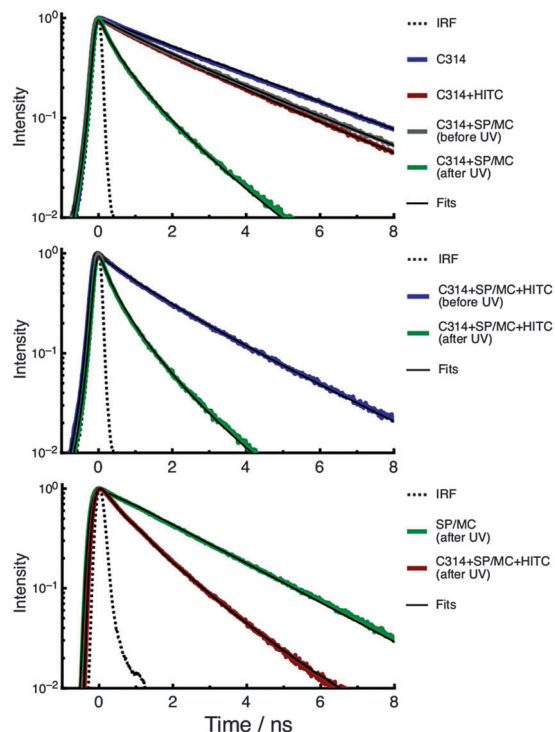 10⁰
10⁻¹
10⁻²
Intensity
0 2 4 6 8
IRF
C314
C314+HITC
C314+SP/MC
(before UV)
C314+SP/MC
(after UV)
Fits
10⁰
10⁻¹
10⁻²
Intensity
0 2 4 6 8
IRF
C314+SP/MC+HITC
(before UV)
C314+SP/MC+HITC
(after UV)
Fits
10⁰
10⁻¹
10⁻²
Intensity
0 2 4 6 8
Time / ns
IRF
SP/MC
(after UV)
C314+SP/MC+HITC
(after UV)
Fits